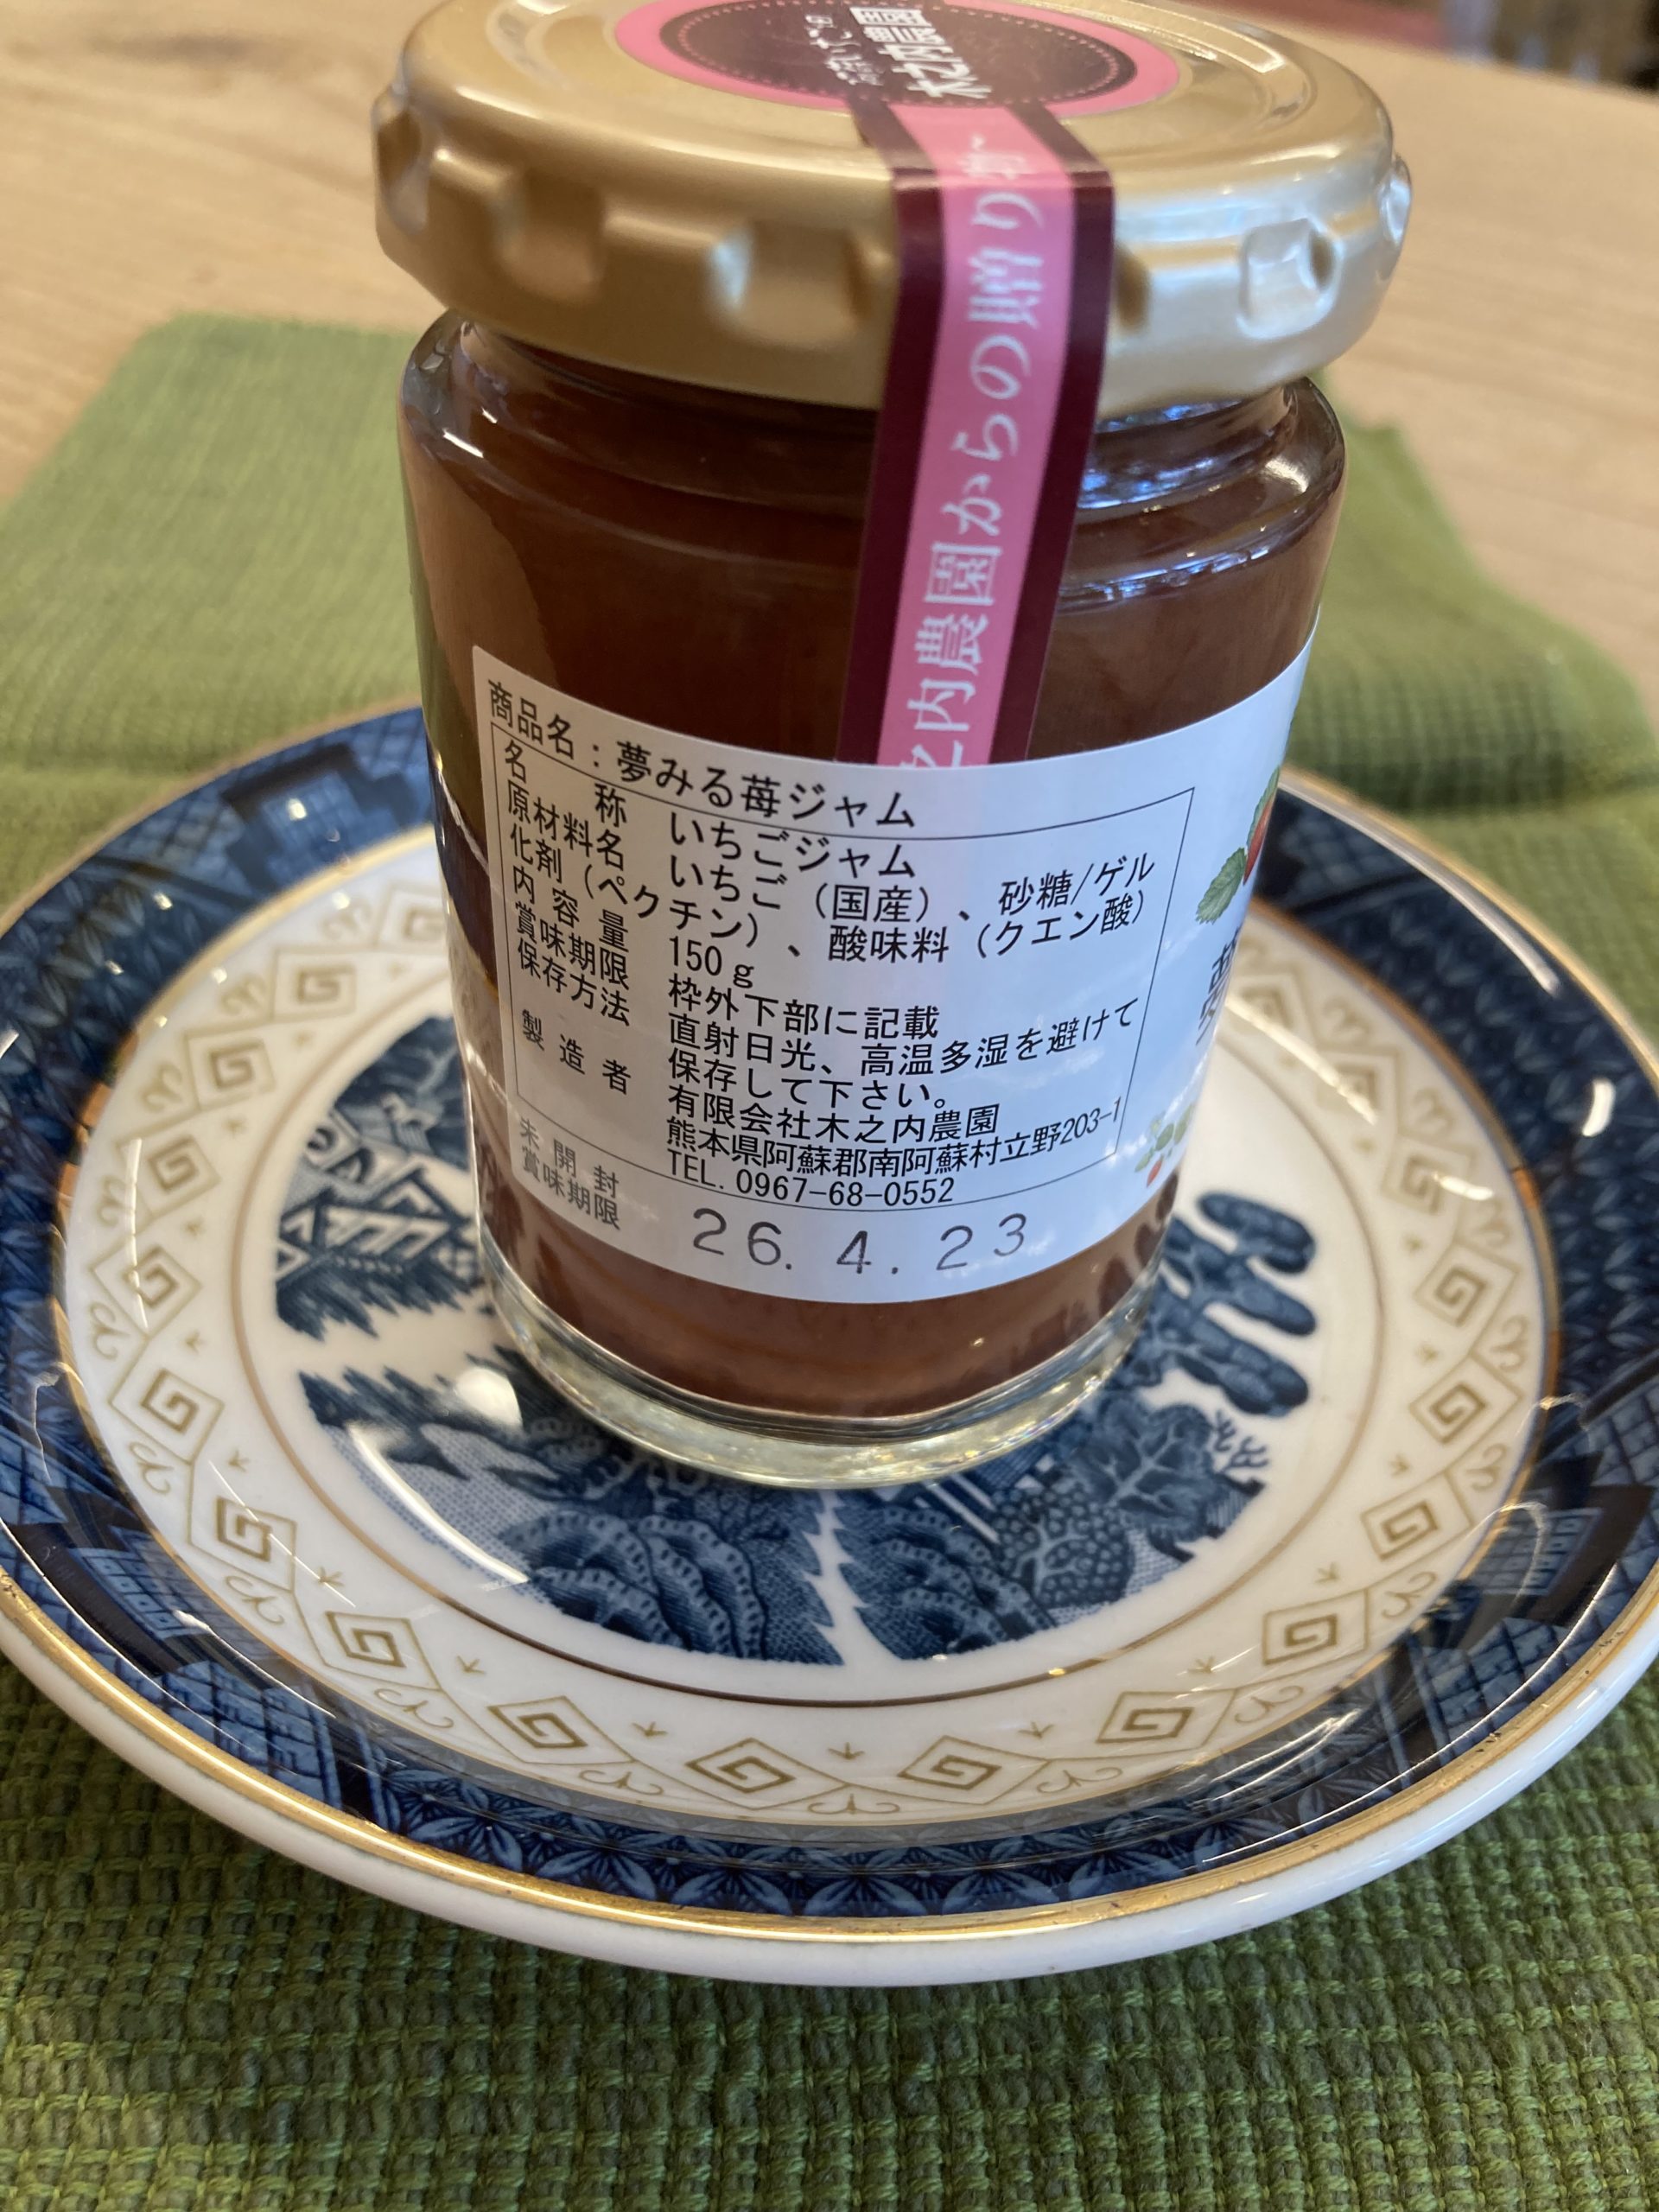 木之内農園
之内農園からの贈り物
商品名：夢みる苺ジャム
名称 いちごジャム
原材料名 いちご（国産）、砂糖/ゲル
化剤（ペクチン）、酸味料（クエン酸）
内容量 150g
賞味期限 枠外下部に記載
保存方法 直射日光、高温多湿を避けて
保存して下さい。
製造者 有限会社木之内農園
熊本県阿蘇郡南阿蘇村立野203-1
TEL. 0967-68-0552
未開封
賞味期限 26. 4. 23